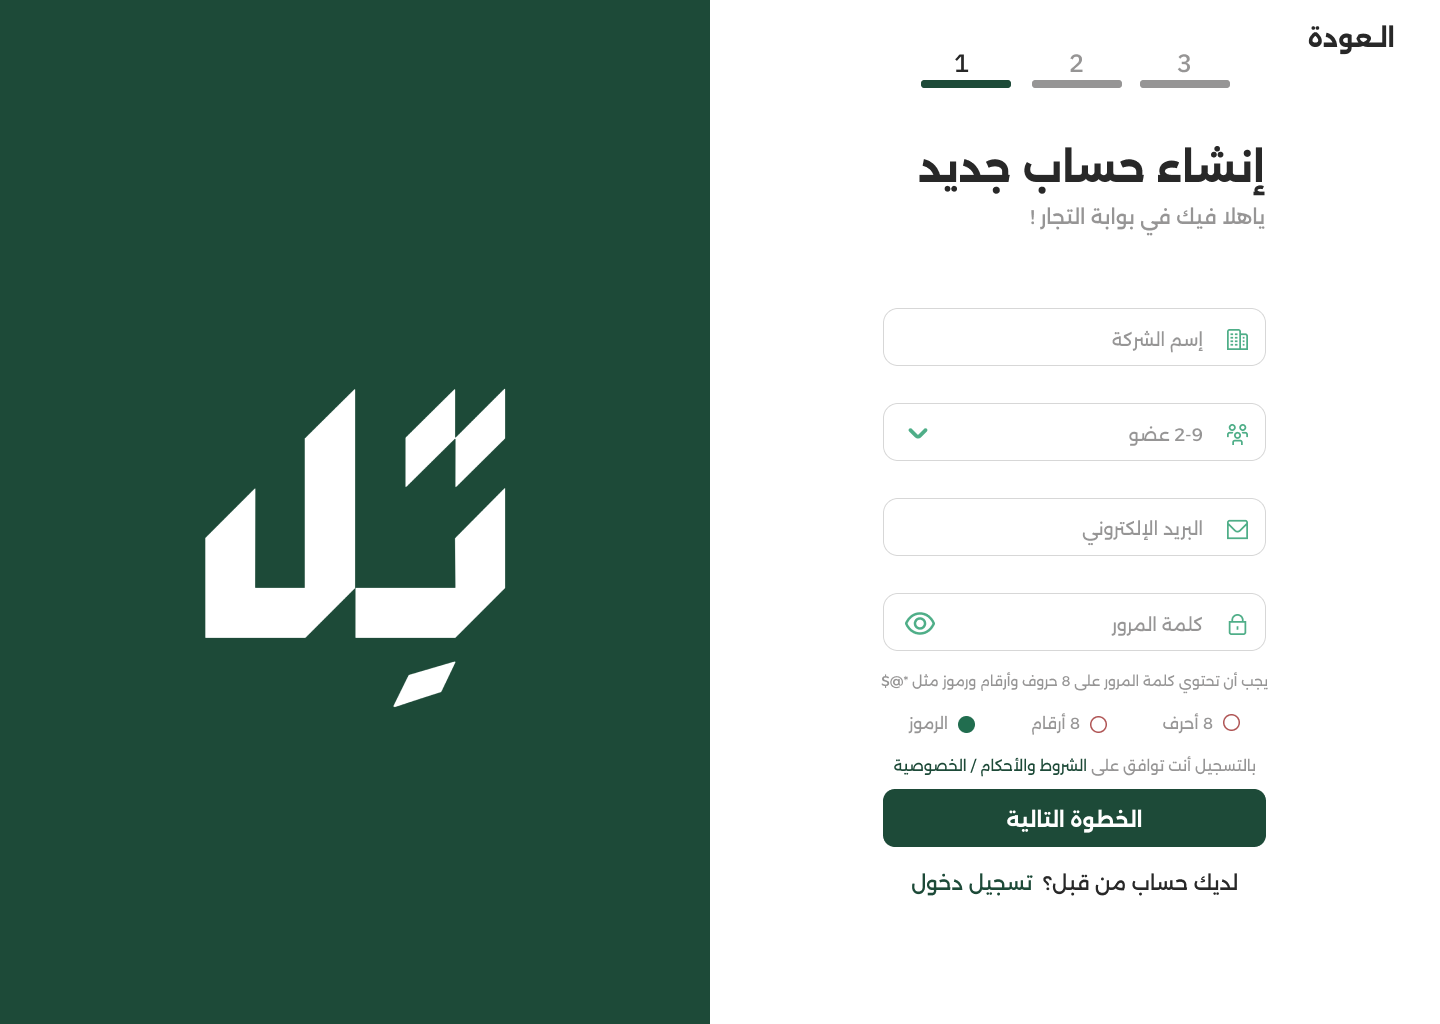 العودة
1 2 3
إنشاء حساب جديد
ياهلا فيك في بوابة التجار !
إسم الشركة
2-9 عضو
البريد الإلكتروني
كلمة المرور
يجب أن تحتوي كلمة المرور على 8 حروف وأرقام ورموز مثل *@$
8 أحرف
8 أرقام
الرموز
بالتسجيل أنت توافق على الشروط والأحكام / الخصوصية
الخطوة التالية
لديك حساب من قبل؟ تسجيل دخول
تِل